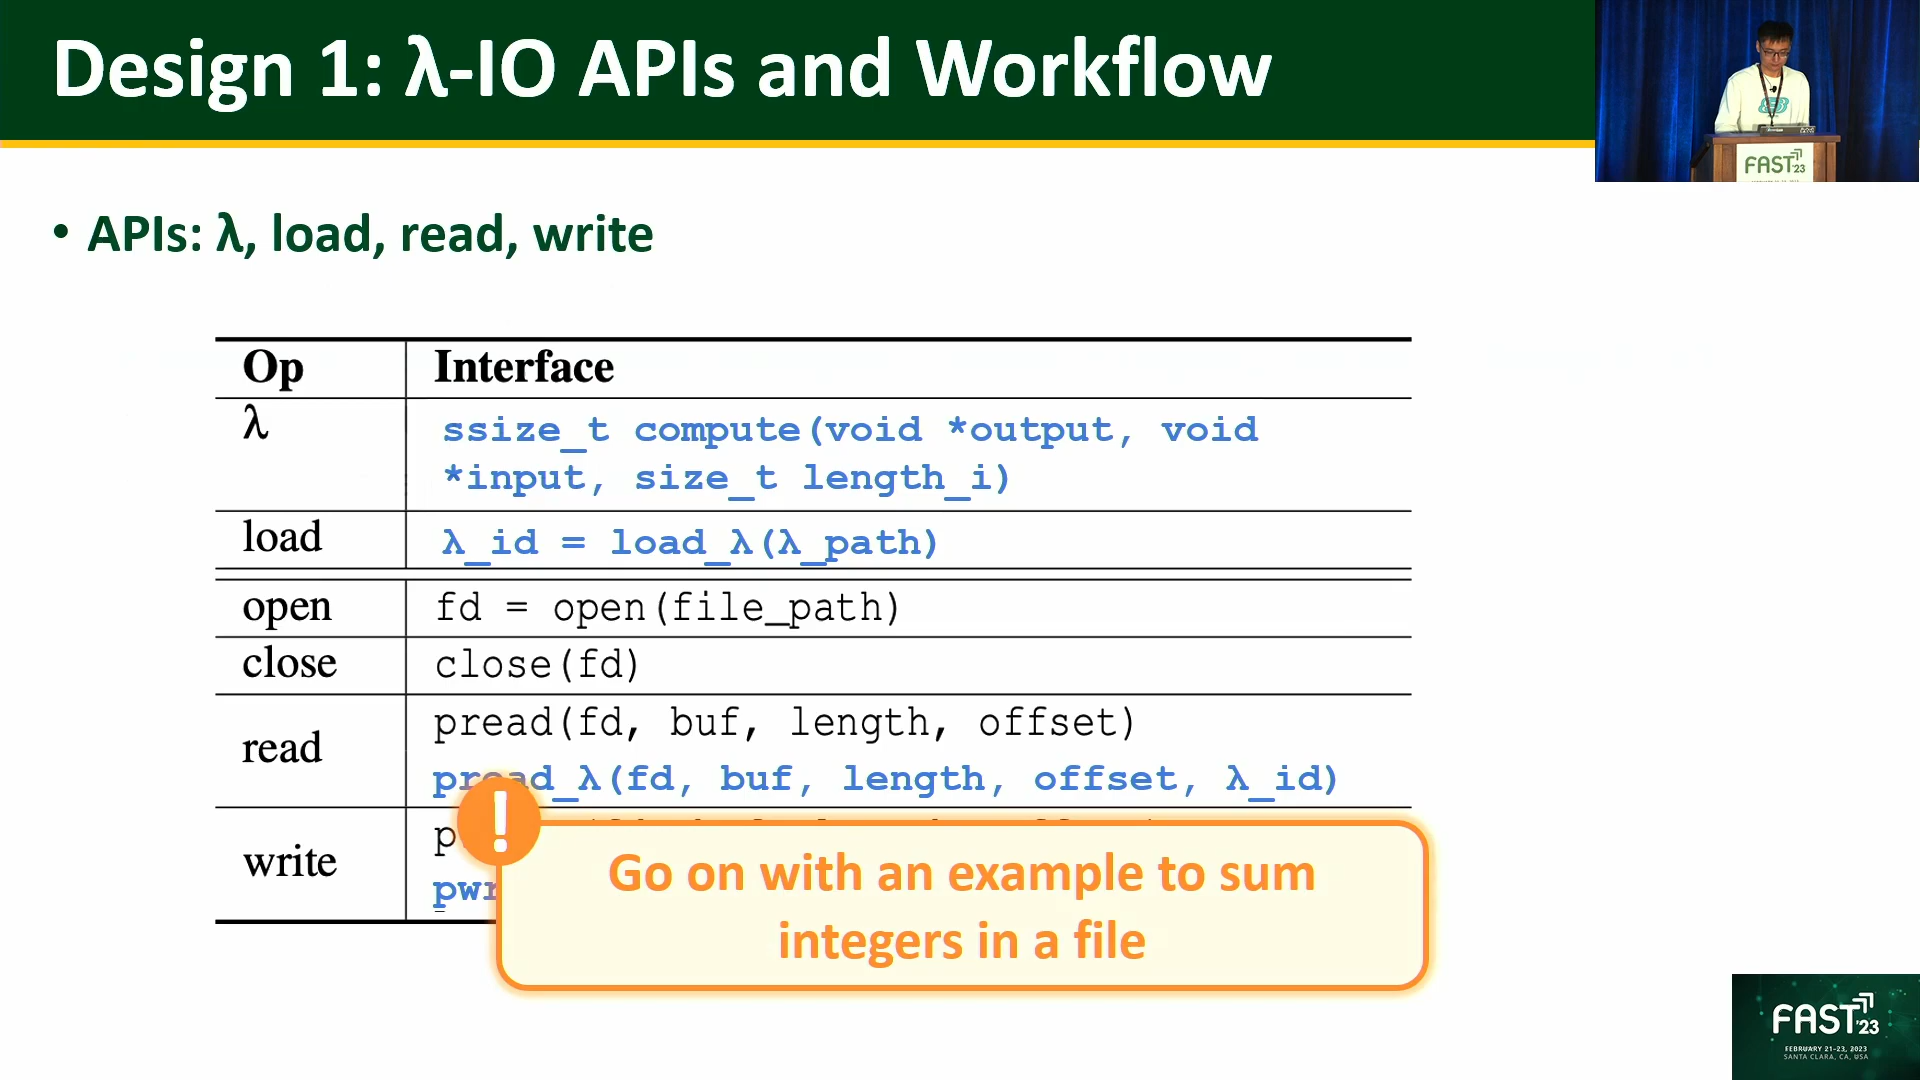 Design 1: λ-IO APIs and Workflow
FAST'23
• APIs: λ, load, read, write
Op Interface
λ ssize_t compute(void *output, void
*input, size_t length_i)
load λ_id = load_λ(λ_path)
open fd = open(file_path)
close close(fd)
read pread(fd, buf, length, offset)
pread_λ(fd, buf, length, offset, λ_id)
write
!
Go on with an example to sum
integers in a file
FAST'23
FEBRUARY 21-23, 2023
SANTA CLARA, CA, USA